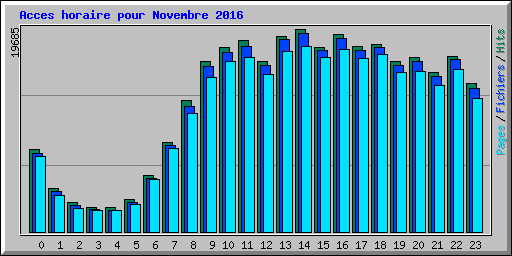 Acces horaire pour Novembre 2016
19685
Pages / Fichiers / Hits
0 1 2 3 4 5 6 7 8 9 10 11 12 13 14 15 16 17 18 19 20 21 22 23